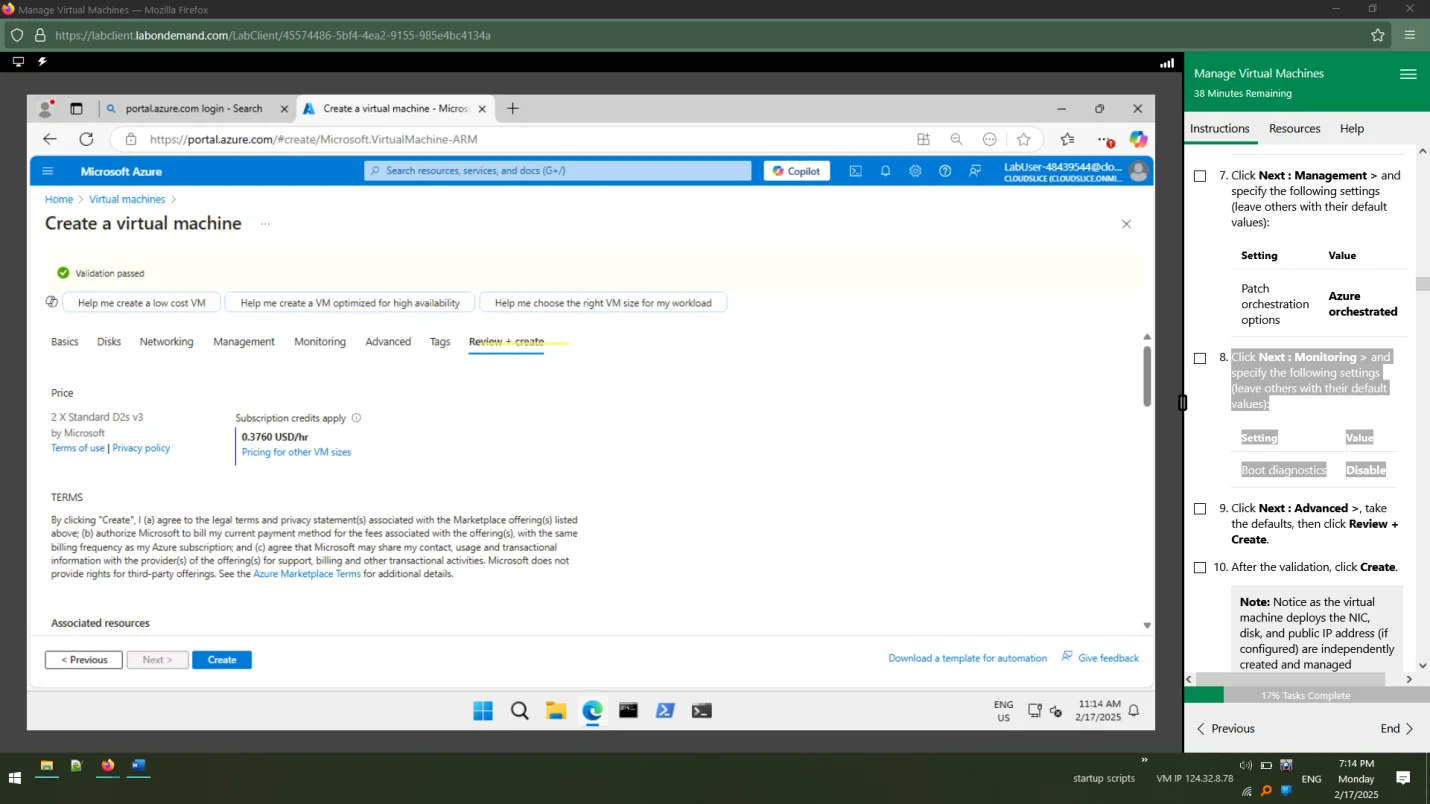 Manage Virtual Machines — Mozilla Firefox
https://labclient.labondemand.com/LabClient/45574486-5bf4-4ea2-9155-985e4bc4134a
portal.azure.com login - Search
Create a virtual machine - Micros
https://portal.azure.com/#create/Microsoft.VirtualMachine-ARM
Microsoft Azure
Search resources, services, and docs (G+/)
Copilot
LabUser-48439544@clo...
CLOUDSLICE (CLOUDSLICE.ONMI...
Home > Virtual machines >
Create a virtual machine ...
Validation passed
Help me create a low cost VM
Help me create a VM optimized for high availability
Help me choose the right VM size for my workload
Basics
Disks
Networking
Management
Monitoring
Advanced
Tags
Review + create
Price
2 X Standard D2s v3
by Microsoft
Terms of use | Privacy policy
Subscription credits apply
0.3760 USD/hr
Pricing for other VM sizes
TERMS
By clicking "Create", I (a) agree to the legal terms and privacy statement(s) associated with the Marketplace offering(s) listed
above; (b) authorize Microsoft to bill my current payment method for the fees associated with the offering(s), with the same
billing frequency as my Azure subscription; and (c) agree that Microsoft may share my contact, usage and transactional
information with the provider(s) of the offering(s) for support, billing and other transactional activities. Microsoft does not
provide rights for third-party offerings. See the Azure Marketplace Terms for additional details.
Associated resources
< Previous
Next >
Create
Download a template for automation
Give feedback
ENG
US
11:14 AM
2/17/2025
Manage Virtual Machines
38 Minutes Remaining
Instructions
Resources
Help
7. Click Next : Management > and
specify the following settings
(leave others with their default
values):
Setting Value
Patch
orchestration
options
Azure
orchestrated
8. Click Next : Monitoring > and
specify the following settings
(leave others with their default
values):
Setting Value
Boot diagnostics Disable
9. Click Next : Advanced >, take
the defaults, then click Review +
Create.
10. After the validation, click Create.
Note: Notice as the virtual
machine deploys the NIC,
disk, and public IP address (if
configured) are independently
created and managed
17% Tasks Complete
Previous
End
startup scripts
VM IP 124.32.8.78
ENG
7:14 PM
Monday
2/17/2025